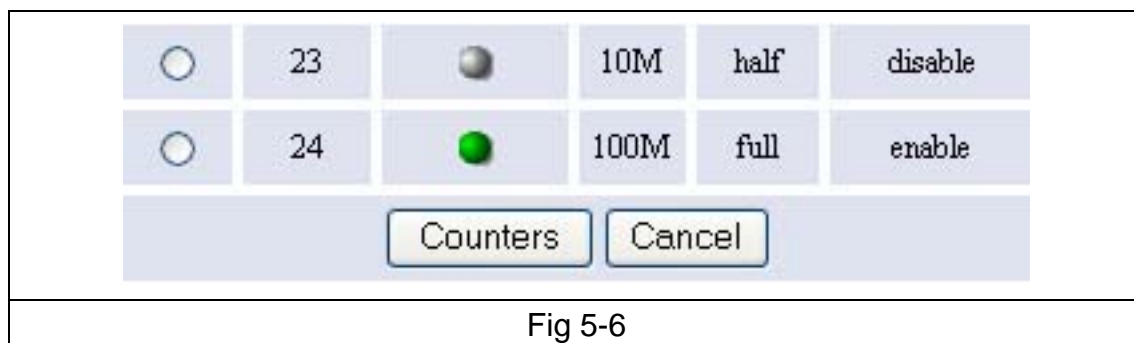 23 10M half disable
24 100M full enable
Counters Cancel
Fig 5-6